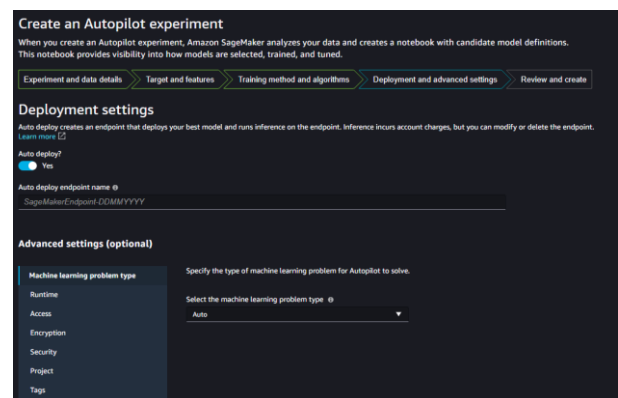 Create an Autopilot experiment
When you create an Autopilot experiment, Amazon SageMaker analyzes your data and creates a notebook with candidate model definitions.
This notebook provides visibility into how models are selected, trained, and tuned.
Experiment and data details
Target and features
Training method and algorithms
Deployment and advanced settings
Review and create
Deployment settings
Auto deploy creates an endpoint that deploys your best model and runs inference on the endpoint. Inference incurs account charges, but you can modify or delete the endpoint.
Learn more
Auto deploy?
Yes
Auto deploy endpoint name
SageMakerEndpoint-DDMMYYYY
Advanced settings (optional)
Machine learning problem type
Runtime
Access
Encryption
Security
Project
Tags
Specify the type of machine learning problem for Autopilot to solve.
Select the machine learning problem type
Auto